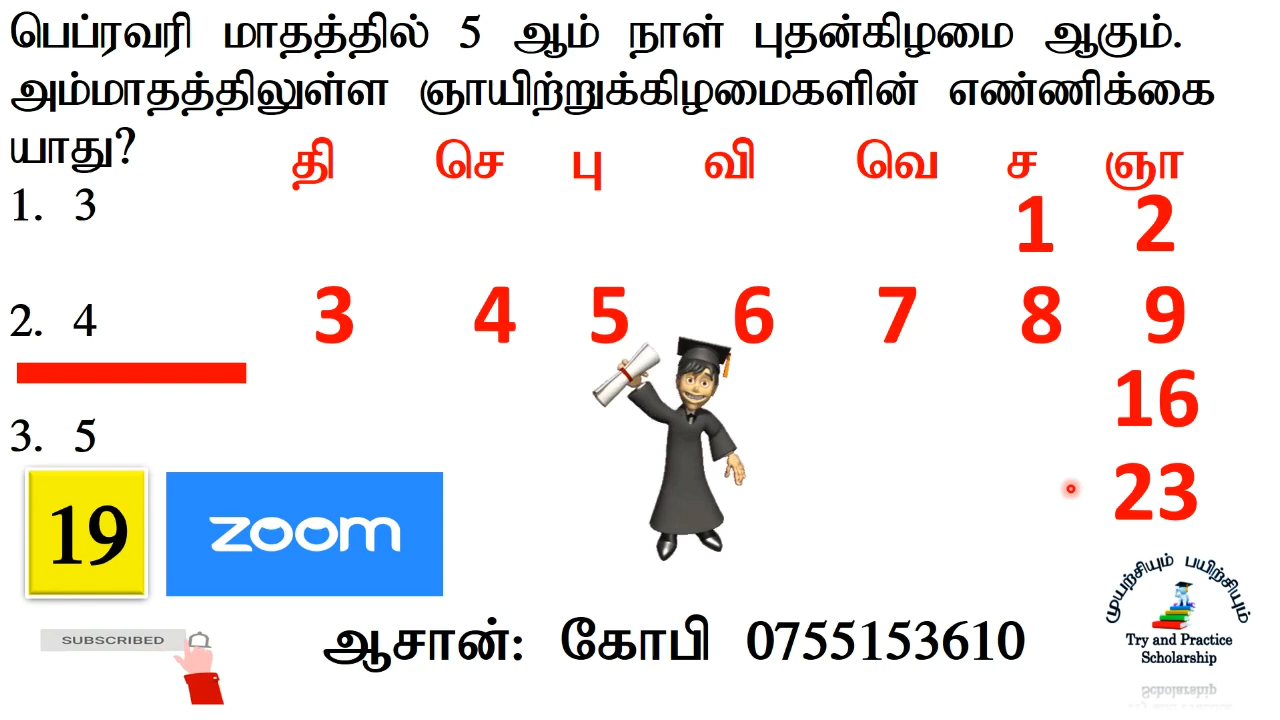 பெப்ரவரி மாதத்தில் 5 ஆம் நாள் புதன்கிழமை ஆகும்.
அம்மாதத்திலுள்ள ஞாயிற்றுக்கிழமைகளின் எண்ணிக்கை
யாது?
தி செ பு வி வெ ச ஞா
1. 3
1 2
2. 4
3 4 5 6 7 8 9
16
3. 5
23
19
zoom
முயற்சியும் பயிற்சியும்
Try and Practice
Scholarship
SUBSCRIBED
ஆசான்: கோபி 0755153610